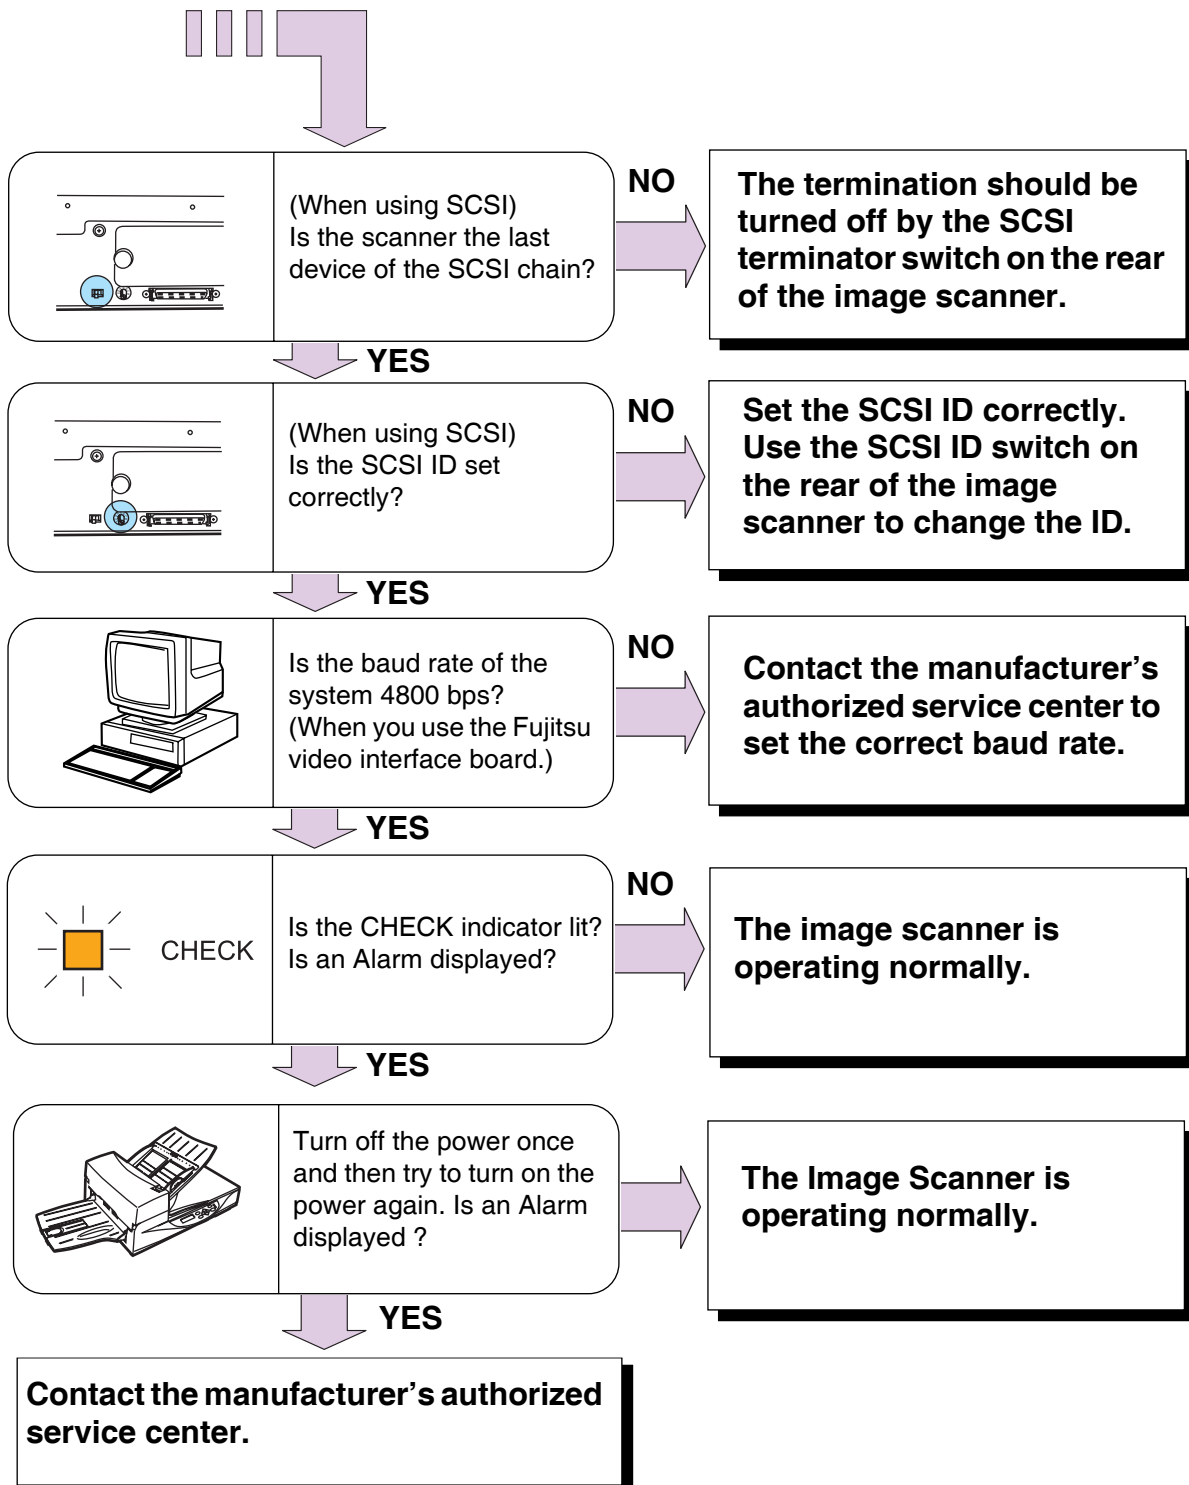 (When using SCSI)
Is the scanner the last
device of the SCSI chain?
NO
The termination should be
turned off by the SCSI
terminator switch on the rear
of the image scanner.
YES
(When using SCSI)
Is the SCSI ID set
correctly?
NO
Set the SCSI ID correctly.
Use the SCSI ID switch on
the rear of the image
scanner to change the ID.
YES
Is the baud rate of the
system 4800 bps?
(When you use the Fujitsu
video interface board.)
NO
Contact the manufacturer’s
authorized service center to
set the correct baud rate.
YES
CHECK
Is the CHECK indicator lit?
Is an Alarm displayed?
NO
The image scanner is
operating normally.
YES
Turn off the power once
and then try to turn on the
power again. Is an Alarm
displayed ?
The Image Scanner is
operating normally.
YES
Contact the manufacturer’s authorized
service center.